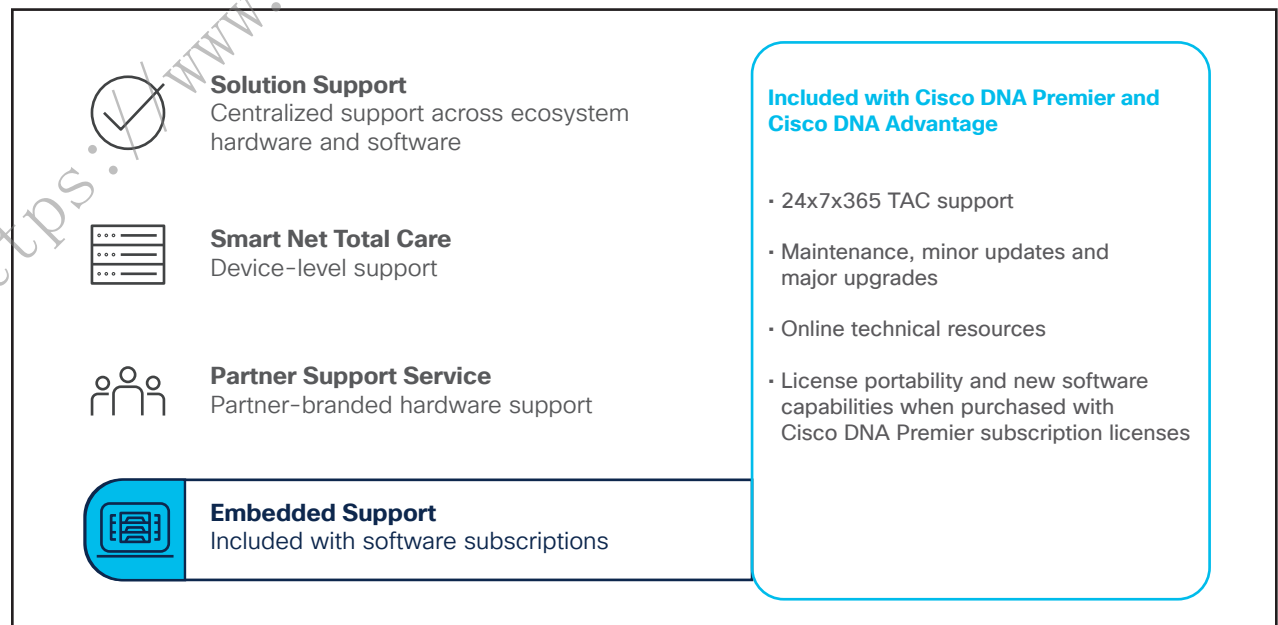 Solution Support
Centralized support across ecosystem
hardware and software
Smart Net Total Care
Device-level support
Partner Support Service
Partner-branded hardware support
Embedded Support
Included with software subscriptions
Included with Cisco DNA Premier and
Cisco DNA Advantage
· 24x7x365 TAC support
· Maintenance, minor updates and
major upgrades
· Online technical resources
· License portability and new software
capabilities when purchased with
Cisco DNA Premier subscription licenses
tps://www.